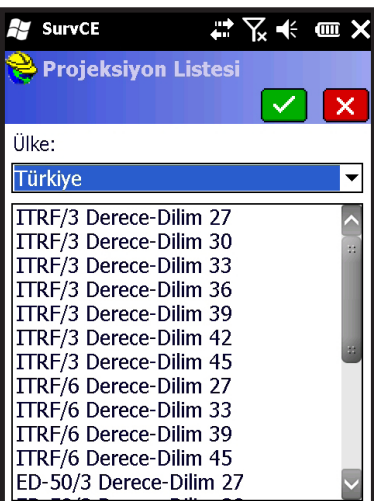 SurvCE
Projeksiyon Listesi
Ülke:
Türkiye
ITRF/3 Derece-Dilim 27
ITRF/3 Derece-Dilim 30
ITRF/3 Derece-Dilim 33
ITRF/3 Derece-Dilim 36
ITRF/3 Derece-Dilim 39
ITRF/3 Derece-Dilim 42
ITRF/3 Derece-Dilim 45
ITRF/6 Derece-Dilim 27
ITRF/6 Derece-Dilim 33
ITRF/6 Derece-Dilim 39
ITRF/6 Derece-Dilim 45
ED-50/3 Derece-Dilim 27